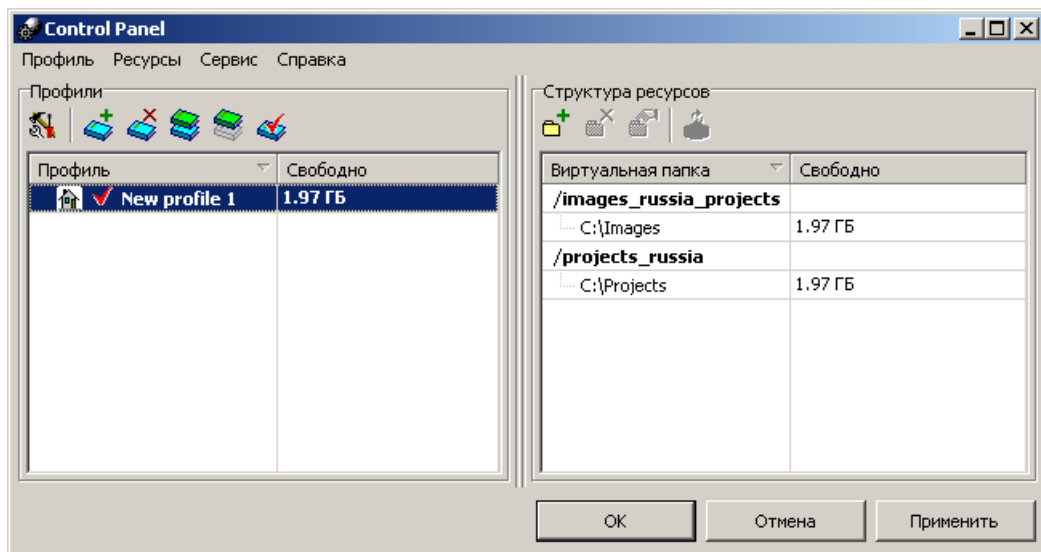 Control Panel
Профиль Ресурсы Сервис Справка
Профили
Профиль Свободно
New profile 1 1.97 ГБ
Структура ресурсов
Виртуальная папка Свободно
/images_russia_projects
C:\Images 1.97 ГБ
/projects_russia
C:\Projects 1.97 ГБ
OK Отмена Применить